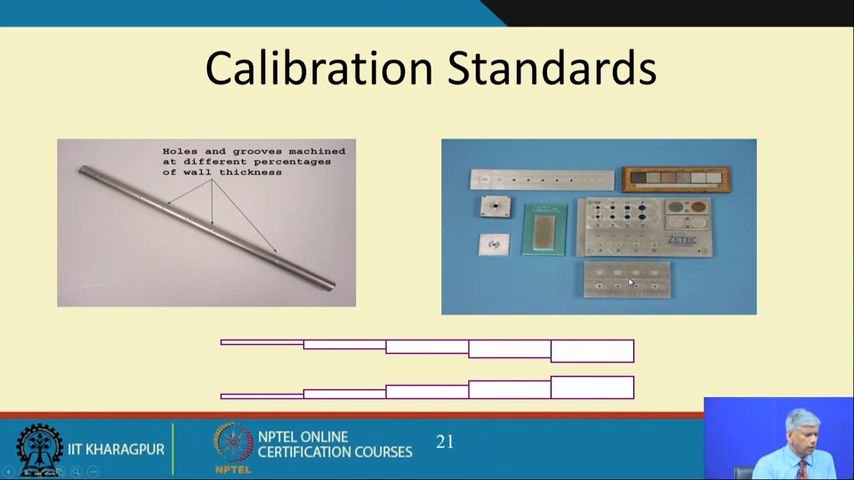 Calibration Standards
Holes and grooves machined
at different percentages
of wall thickness
ZETEC
IIT KHARAGPUR
NPTEL
NPTEL ONLINE
CERTIFICATION COURSES
21